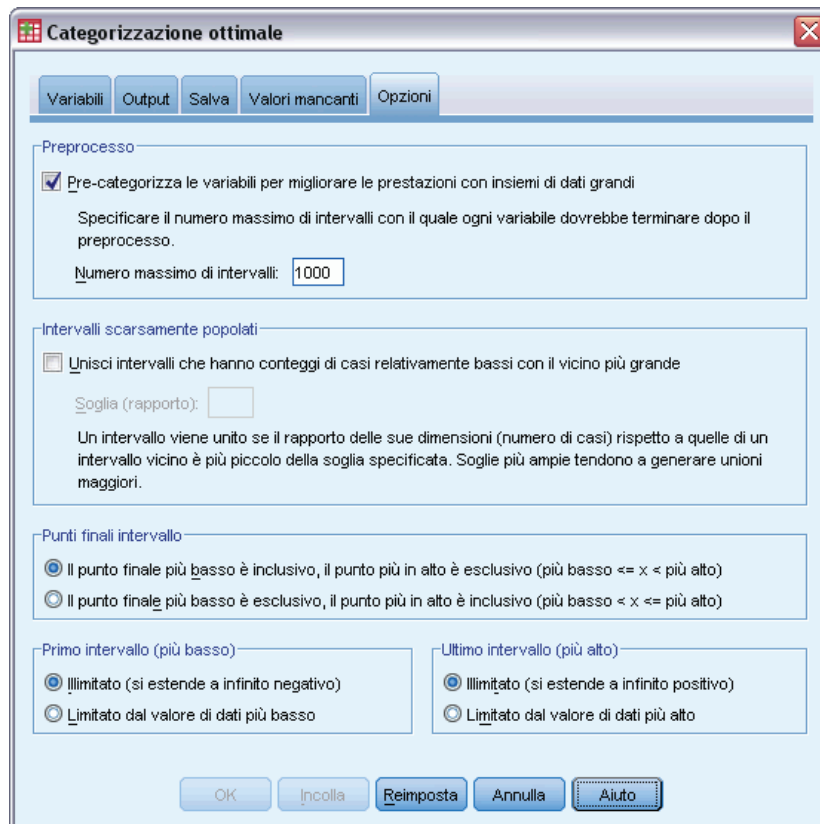 Categorizzazione ottimale
Variabili Output Salva Valori mancanti Opzioni
Preprocesso
Pre-categorizza le variabili per migliorare le prestazioni con insiemi di dati grandi
Specificare il numero massimo di intervalli con il quale ogni variabile dovrebbe terminare dopo il
preprocesso.
Numero massimo di intervalli: 1000
Intervalli scarsamente popolati
Unisci intervalli che hanno conteggi di casi relativamente bassi con il vicino più grande
Soglia (rapporto):
Un intervallo viene unito se il rapporto delle sue dimensioni (numero di casi) rispetto a quelle di un
intervallo vicino è più piccolo della soglia specificata. Soglie più ampie tendono a generare unioni
maggiori.
Punti finali intervallo
Il punto finale più basso è inclusivo, il punto più in alto è esclusivo (più basso <= x < più alto)
Il punto finale più basso è esclusivo, il punto più in alto è inclusivo (più basso < x <= più alto)
Primo intervallo (più basso)
Illimitato (si estende a infinito negativo)
Limitato dal valore di dati più basso
Ultimo intervallo (più alto)
Illimitato (si estende a infinito positivo)
Limitato dal valore di dati più alto
OK Incolla Reimposta Annulla Aiuto